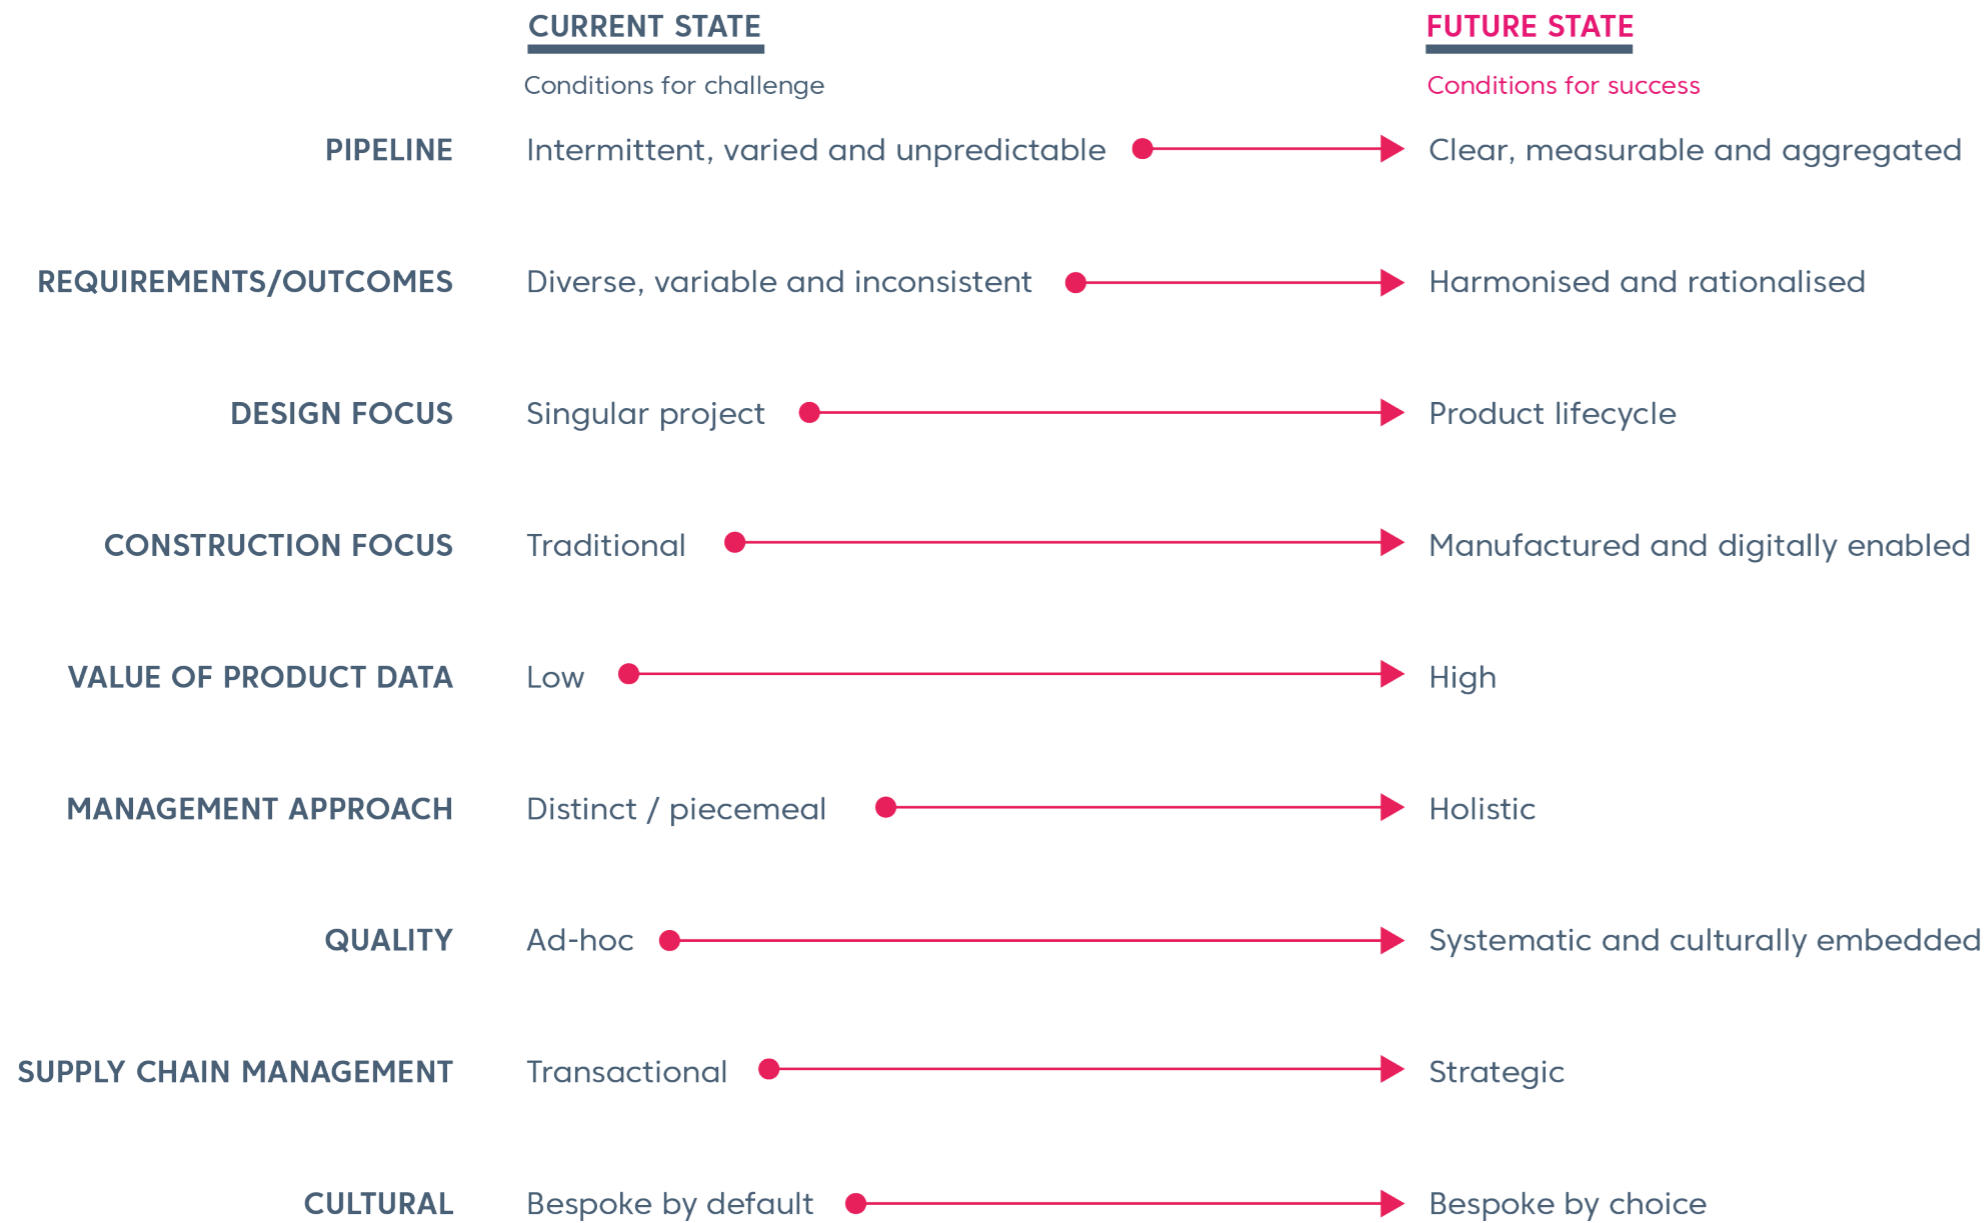 CURRENT STATE FUTURE STATE
Conditions for challenge Conditions for success
PIPELINE Intermittent, varied and unpredictable Clear, measurable and aggregated
REQUIREMENTS/OUTCOMES Diverse, variable and inconsistent Harmonised and rationalised
DESIGN FOCUS Singular project Product lifecycle
CONSTRUCTION FOCUS Traditional Manufactured and digitally enabled
VALUE OF PRODUCT DATA Low High
MANAGEMENT APPROACH Distinct / piecemeal Holistic
QUALITY Ad-hoc Systematic and culturally embedded
SUPPLY CHAIN MANAGEMENT Transactional Strategic
CULTURAL Bespoke by default Bespoke by choice